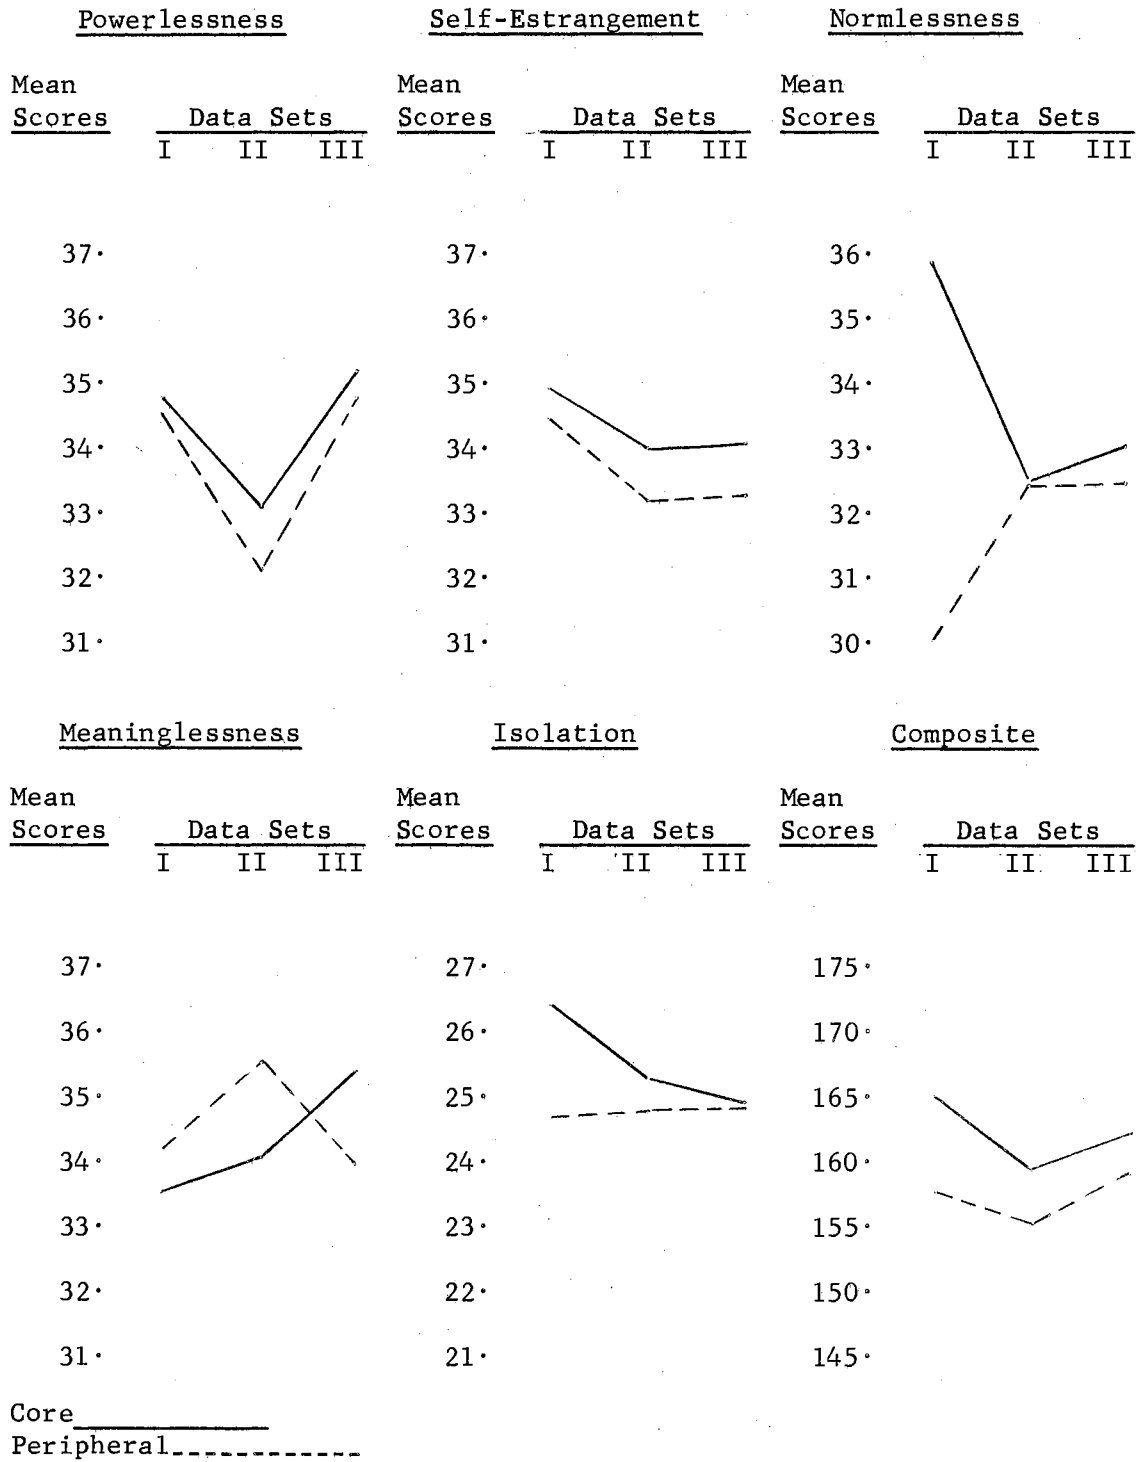 Powerlessness Self-Estrangement Normlessness
Mean Mean Mean
Scores Data Sets Scores Data Sets Scores Data Sets
I II III I II III I II III
37· 37· 36·
36· 36· 35·
35· 35· 34·
34· 34· 33·
33· 33· 32·
32· 32· 31·
31· 31· 30·
Meaninglessness Isolation Composite
Mean Mean Mean
Scores Data Sets Scores Data Sets Scores Data Sets
I II III I II III I II III
37· 27· 175·
36· 26· 170·
35· 25· 165·
34· 24· 160·
33· 23· 155·
32· 22· 150·
31· 21· 145·
Core
Peripheral